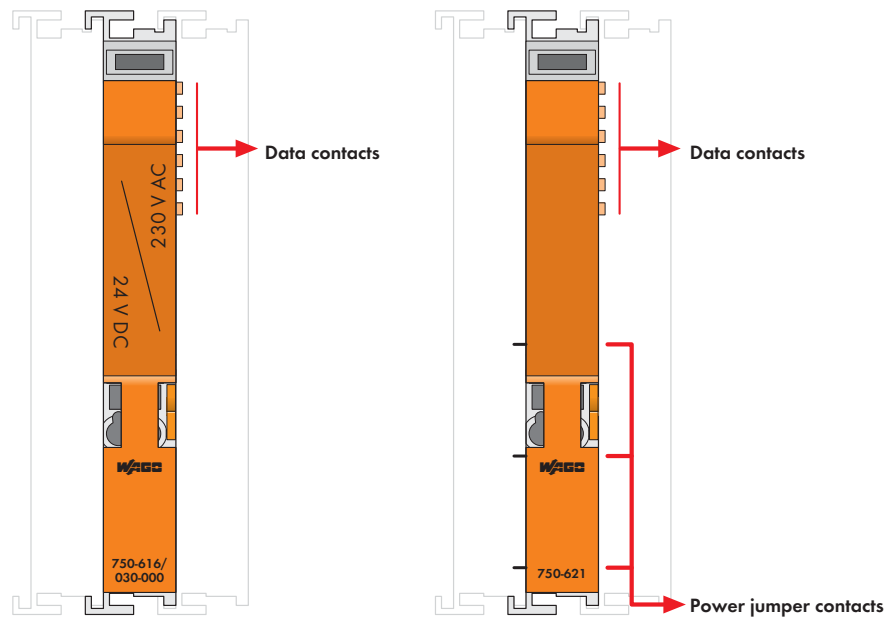 Data contacts
230 V AC
24 V DC
WAGO
750-616/
030-000
Data contacts
WAGO
750-621
Power jumper contacts